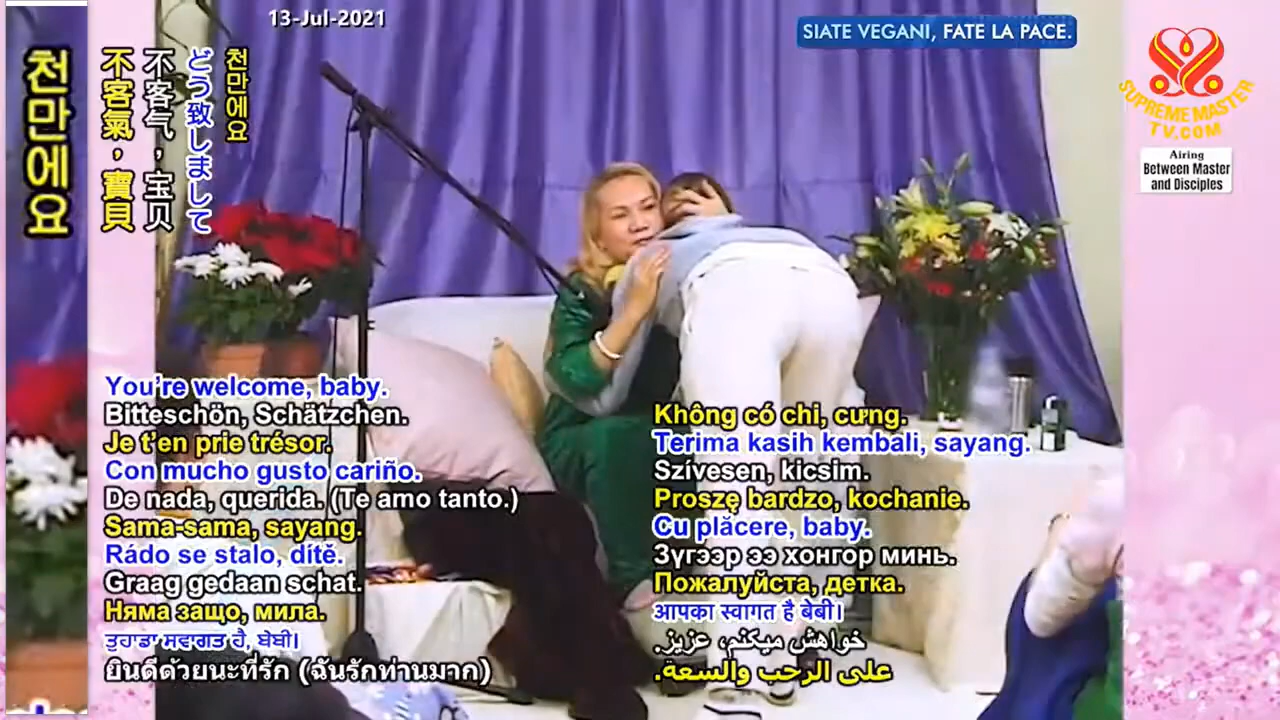 13-Jul-2021
SIATE VEGANI, FATE LA PACE.
SUPREME MASTER
TV.COM
Airing
Between Master
and Disciples
천만에요
不客氣，寶貝
不客气，宝贝
どう致しまして
천만에요
You're welcome, baby.
Bitteschön, Schätzchen.
Je t'en prie trésor.
Con mucho gusto cariño.
De nada, querida. (Te amo tanto.)
Sama-sama, sayang.
Rádo se stalo, dítě.
Graag gedaan schat.
Няма защо, мила.
ਤੁਹਾਡਾ ਸਵਾਗਤ ਹੈ, ਬੇਬੀ।
ยินดีด้วยนะที่รัก (ฉันรักท่านมาก)
Không có chi, cưng.
Terima kasih kembali, sayang.
Szívesen, kicsim.
Proszę bardzo, kochanie.
Cu plăcere, baby.
Зүгээр ээ хонгор минь.
Пожалуйста, детка.
आपका स्वागत है बेबी।
خواهش میکنم، عزیز.
على الرحب والسعة.